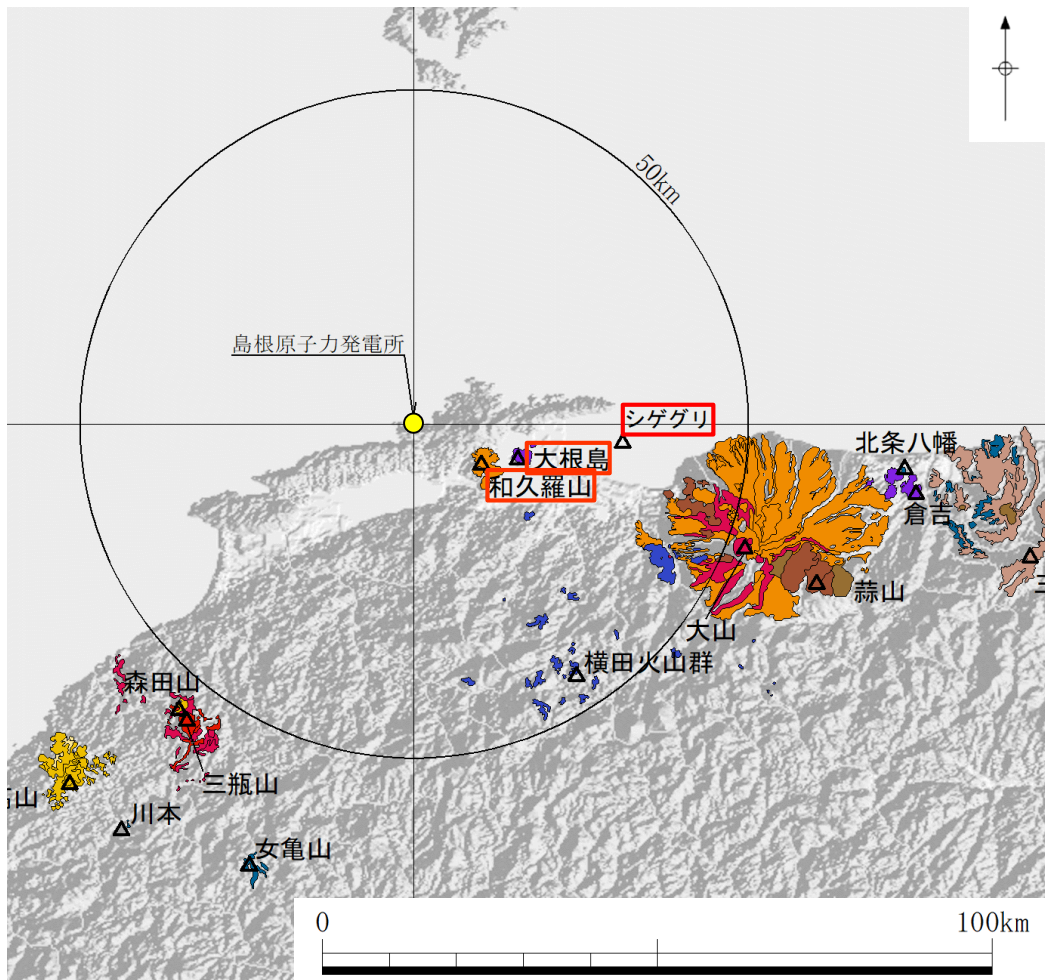 50km
島根原子力発電所
シゲグリ
大根島
和久羅山
北条八幡
倉吉
三
蒜山
大山
横田火山群
森田山
三瓶山
山
川本
女亀山
0
100km